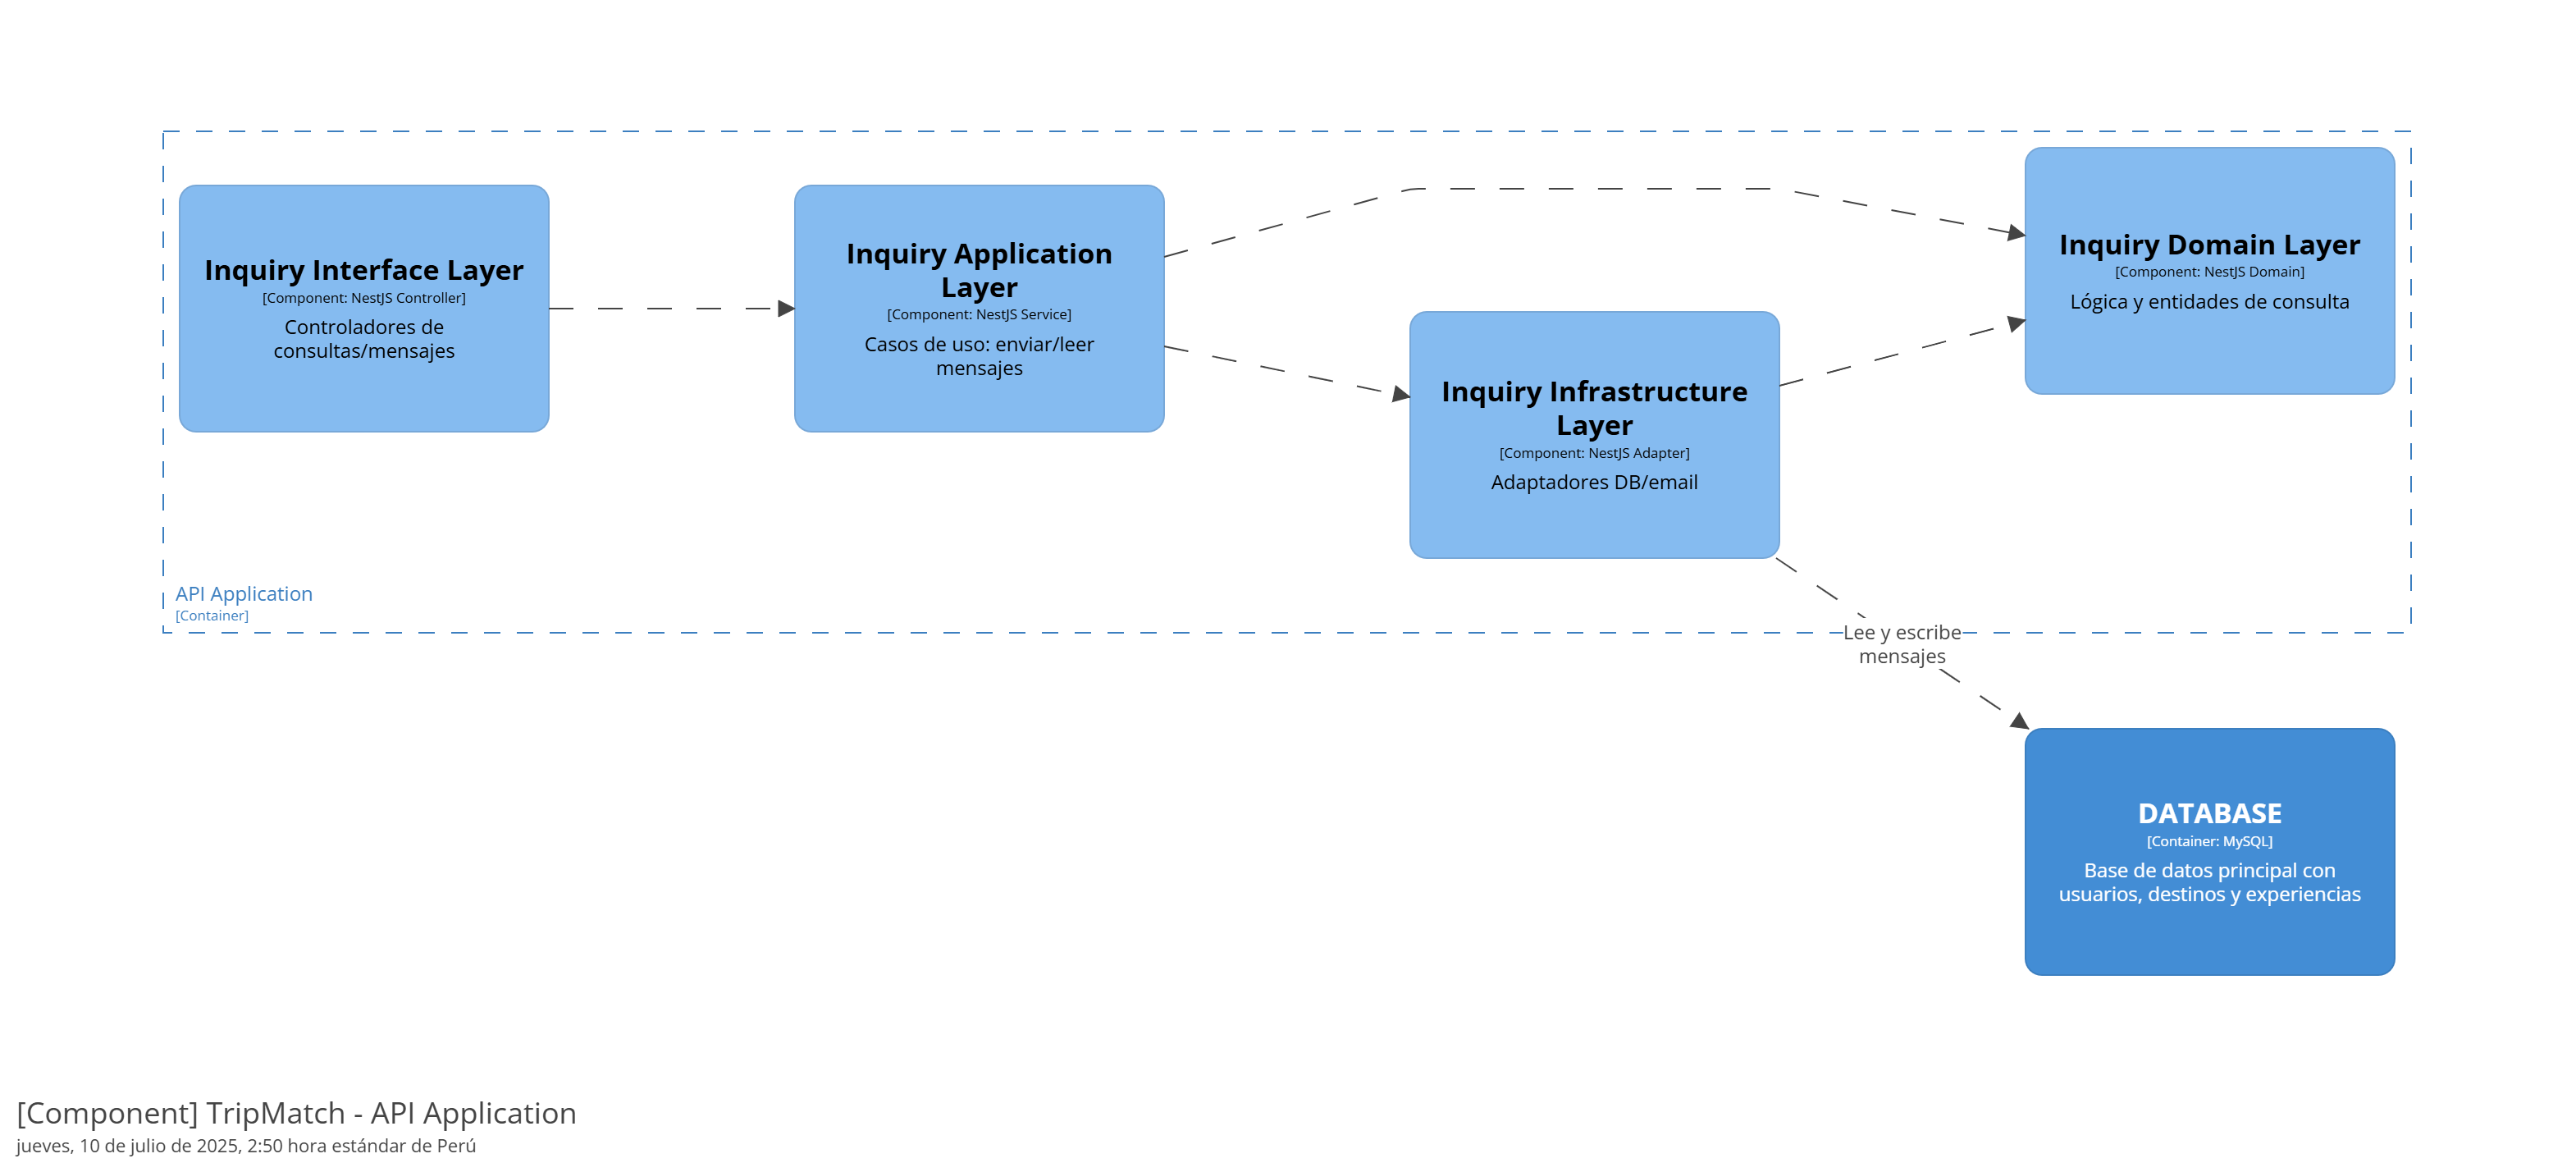 Inquiry Interface Layer
[Component: NestJS Controller]
Controladores de
consultas/mensajes
Inquiry Application
Layer
[Component: NestJS Service]
Casos de uso: enviar/leer
mensajes
Inquiry Domain Layer
[Component: NestJS Domain]
Lógica y entidades de consulta
Inquiry Infrastructure
Layer
[Component: NestJS Adapter]
Adaptadores DB/email
API Application
[Container]
Lee y escribe
mensajes
DATABASE
[Container: MySQL]
Base de datos principal con
usuarios, destinos y experiencias
[Component] TripMatch - API Application
jueves, 10 de julio de 2025, 2:50 hora estándar de Perú